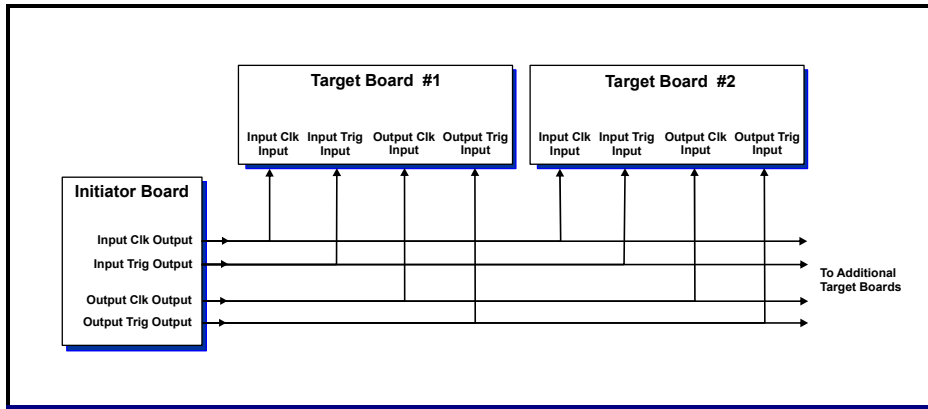 Target Board #1
Input Clk Input
Input Trig Input
Output Clk Input
Output Trig Input
Target Board #2
Input Clk Input
Input Trig Input
Output Clk Input
Output Trig Input
Initiator Board
Input Clk Output
Input Trig Output
Output Clk Output
Output Trig Output
To Additional
Target Boards